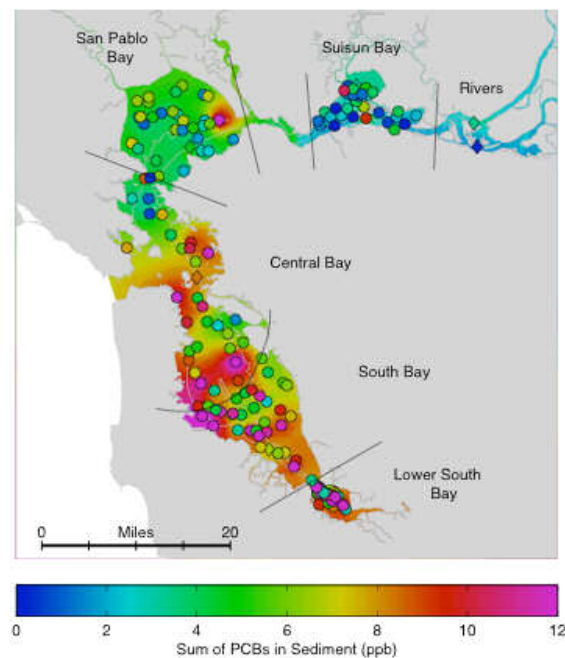 San Pablo
Bay
Suisun Bay
Rivers
Central Bay
South Bay
Lower South
Bay
0 Miles 20
0 2 4 6 8 10 12
Sum of PCBs in Sediment (ppb)